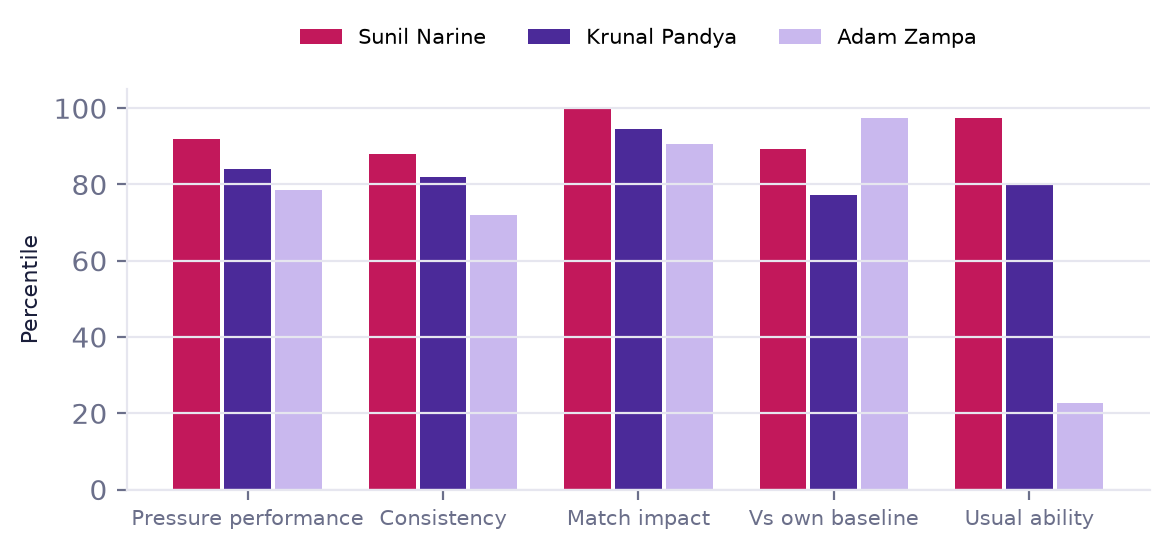 Sunil Narine Krunal Pandya Adam Zampa
Percentile
100
80
60
40
20
0
Pressure performance Consistency Match impact Vs own baseline Usual ability